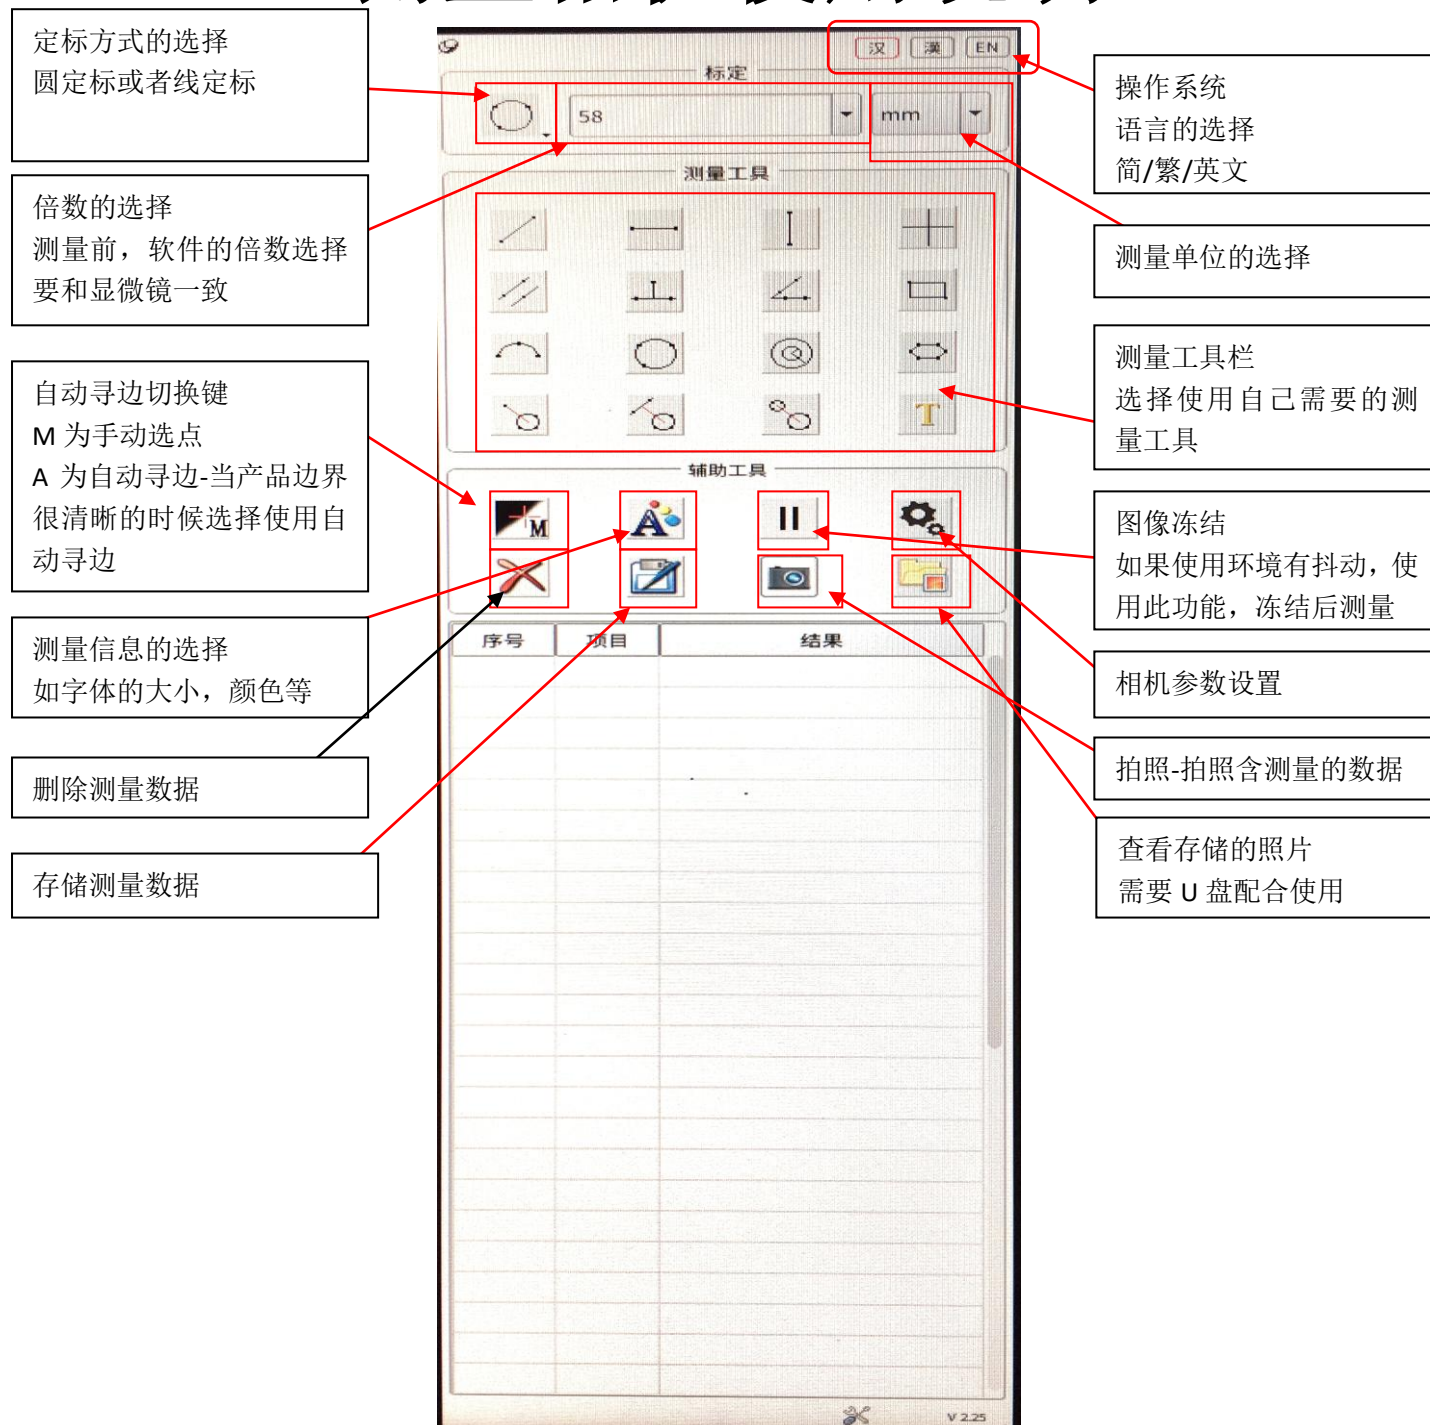 定标方式的选择
圆定标或者线定标
倍数的选择
测量前，软件的倍数选择
要和显微镜一致
自动寻边切换键
M 为手动选点
A 为自动寻边-当产品边界
很清晰的时候选择使用自
动寻边
测量信息的选择
如字体的大小，颜色等
删除测量数据
存储测量数据
汉 漢 EN
标定
58 mm
测量工具
T
辅助工具
M A
序号 项目 结果
V 2.25
操作系统
语言的选择
简/繁/英文
测量单位的选择
测量工具栏
选择使用自己需要的测
量工具
图像冻结
如果使用环境有抖动，使
用此功能，冻结后测量
相机参数设置
拍照-拍照含测量的数据
查看存储的照片
需要 U 盘配合使用